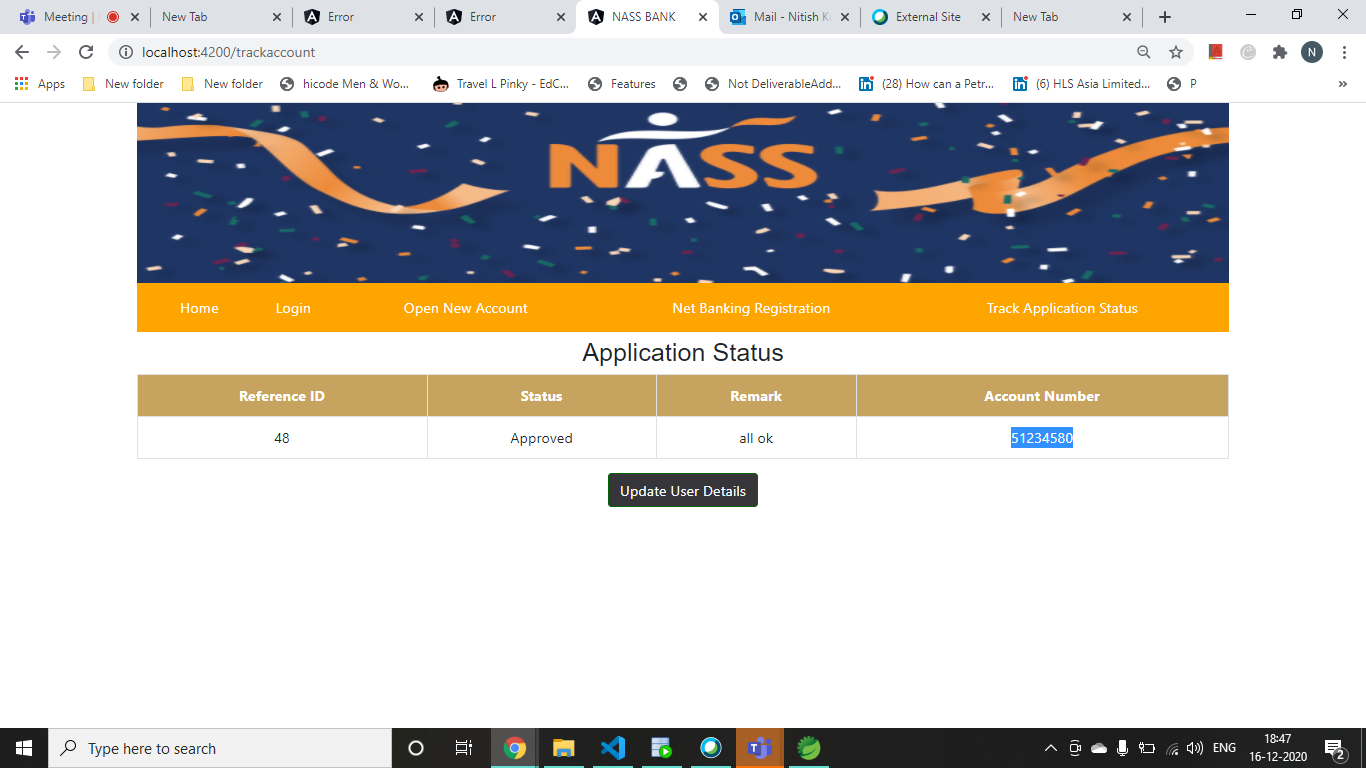 Meeting |
New Tab
Error
Error
NASS BANK
Mail - Nitish K
External Site
New Tab
localhost:4200/trackaccount
N
Apps
New folder
New folder
hicode Men & Wo...
Travel L Pinky - EdC...
Features
Not DeliverableAdd...
(28) How can a Petr...
(6) HLS Asia Limited...
P
»
NASS
Home Login Open New Account Net Banking Registration Track Application Status
Application Status
Reference ID Status Remark Account Number
48 Approved all ok 51234580
Update User Details
Type here to search
ENG
18:47
16-12-2020
2